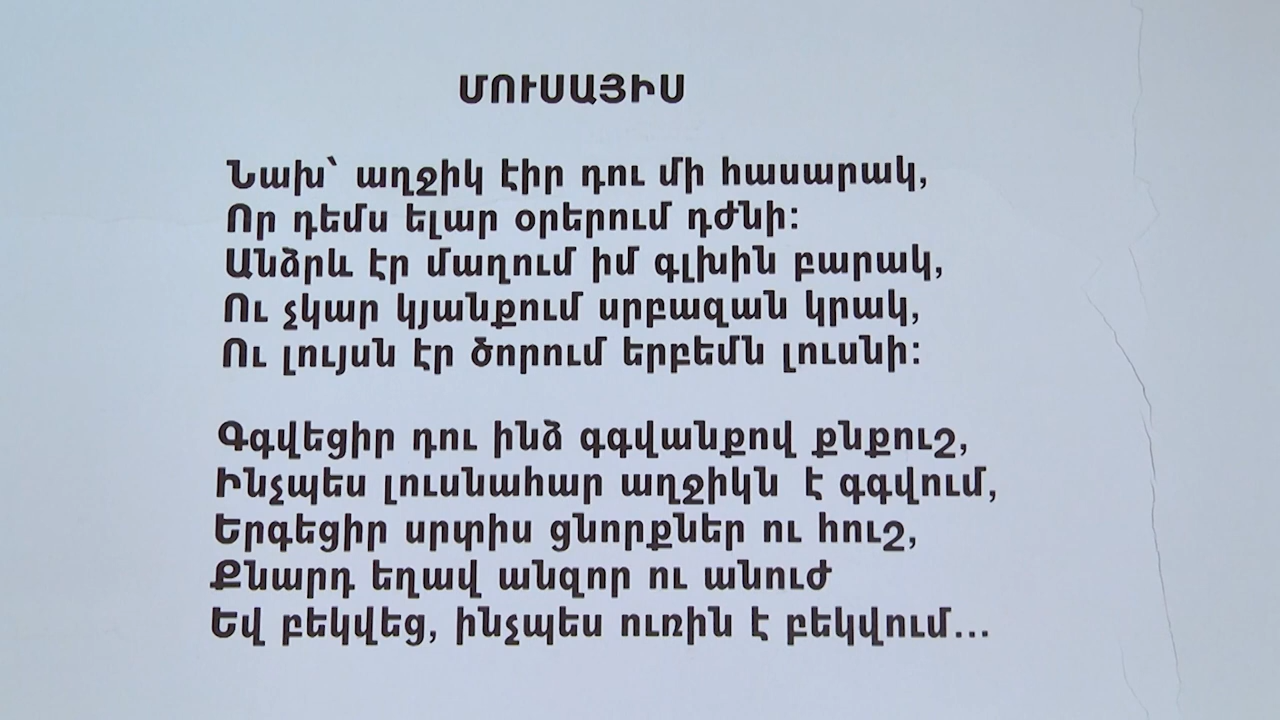 ՄՈՒՍԱՅԻՍ
Նախ՝ աղջիկ էիր դու մի հասարակ,
Որ դեմս ելար օրերում դժնի:
Անձրև էր մաղում իմ գլխին բարակ,
Ու չկար կյանքում սրբազան կրակ,
Ու լույսն էր ծորում երբեմն լուսնի:
Գգվեցիր դու ինձ գգվանքով քնքուշ,
Ինչպես լուսնահար աղջիկն է գգվում,
Երգեցիր սրտիս ցնորքներ ու հուշ,
Քնարդ եղավ անզոր ու անուժ
Եվ բեկվեց, ինչպես ուռին է բեկվում...